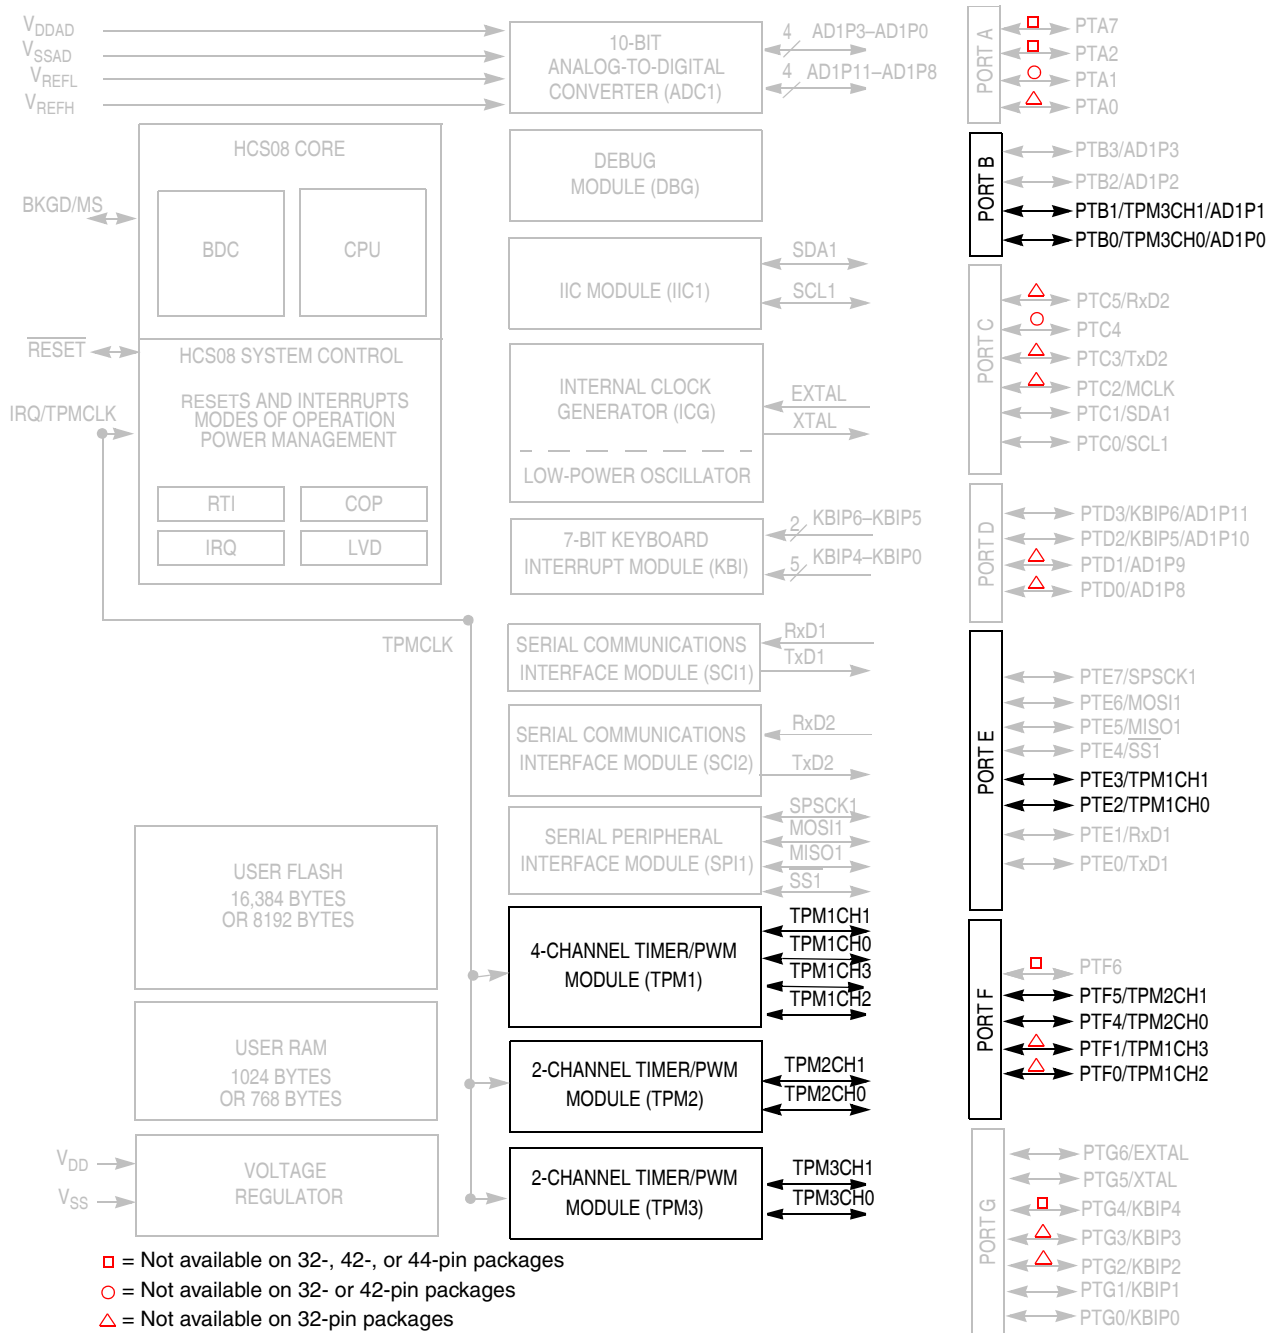 VDDAD
VSSAD
VREFL
VREFH
10-BIT
ANALOG-TO-DIGITAL
CONVERTER (ADC1)
4 AD1P3–AD1P0
4 AD1P11–AD1P8
HCS08 CORE
BDC
CPU
BKGD/MS
RESET
IRQ/TPMCLK
HCS08 SYSTEM CONTROL
RESETS AND INTERRUPTS
MODES OF OPERATION
POWER MANAGEMENT
RTI
COP
IRQ
LVD
TPMCLK
DEBUG
MODULE (DBG)
IIC MODULE (IIC1)
SDA1
SCL1
INTERNAL CLOCK
GENERATOR (ICG)
LOW-POWER OSCILLATOR
EXTAL
XTAL
7-BIT KEYBOARD
INTERRUPT MODULE (KBI)
2 KBIP6–KBIP5
5 KBIP4–KBIP0
SERIAL COMMUNICATIONS
INTERFACE MODULE (SCI1)
RxD1
TxD1
SERIAL COMMUNICATIONS
INTERFACE MODULE (SCI2)
RxD2
TxD2
SERIAL PERIPHERAL
INTERFACE MODULE (SPI1)
SPSCK1
MOSI1
MISO1
SS1
USER FLASH
16,384 BYTES
OR 8192 BYTES
USER RAM
1024 BYTES
OR 768 BYTES
VDD
VSS
VOLTAGE
REGULATOR
4-CHANNEL TIMER/PWM
MODULE (TPM1)
TPM1CH1
TPM1CH0
TPM1CH3
TPM1CH2
2-CHANNEL TIMER/PWM
MODULE (TPM2)
TPM2CH1
TPM2CH0
2-CHANNEL TIMER/PWM
MODULE (TPM3)
TPM3CH1
TPM3CH0
PORT A
PTA7
PTA2
PTA1
PTA0
PORT B
PTB3/AD1P3
PTB2/AD1P2
PTB1/TPM3CH1/AD1P1
PTB0/TPM3CH0/AD1P0
PORT C
PTC5/RxD2
PTC4
PTC3/TxD2
PTC2/MCLK
PTC1/SDA1
PTC0/SCL1
PORT D
PTD3/KBIP6/AD1P11
PTD2/KBIP5/AD1P10
PTD1/AD1P9
PTD0/AD1P8
PORT E
PTE7/SPSCK1
PTE6/MOSI1
PTE5/MISO1
PTE4/SS1
PTE3/TPM1CH1
PTE2/TPM1CH0
PTE1/RxD1
PTE0/TxD1
PORT F
PTF6
PTF5/TPM2CH1
PTF4/TPM2CH0
PTF1/TPM1CH3
PTF0/TPM1CH2
PORT G
PTG6/EXTAL
PTG5/XTAL
PTG4/KBIP4
PTG3/KBIP3
PTG2/KBIP2
PTG1/KBIP1
PTG0/KBIP0
= Not available on 32-, 42-, or 44-pin packages
= Not available on 32- or 42-pin packages
= Not available on 32-pin packages